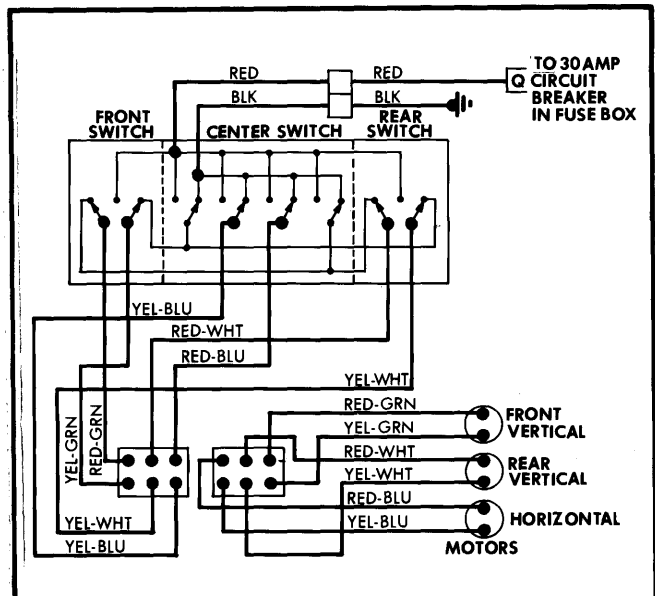 RED RED
Q TO 30 AMP
CIRCUIT
BREAKER
IN FUSE BOX
BLK BLK
FRONT
SWITCH
CENTER SWITCH
REAR
SWITCH
YEL-BLU
RED-WHT
RED-BLU
YEL-WHT
YEL-GRN
RED-GRN
RED-GRN
YEL-GRN
FRONT
VERTICAL
RED-WHT
YEL-WHT
REAR
VERTICAL
RED-BLU
YEL-BLU
HORIZONTAL
MOTORS
YEL-WHT
YEL-BLU